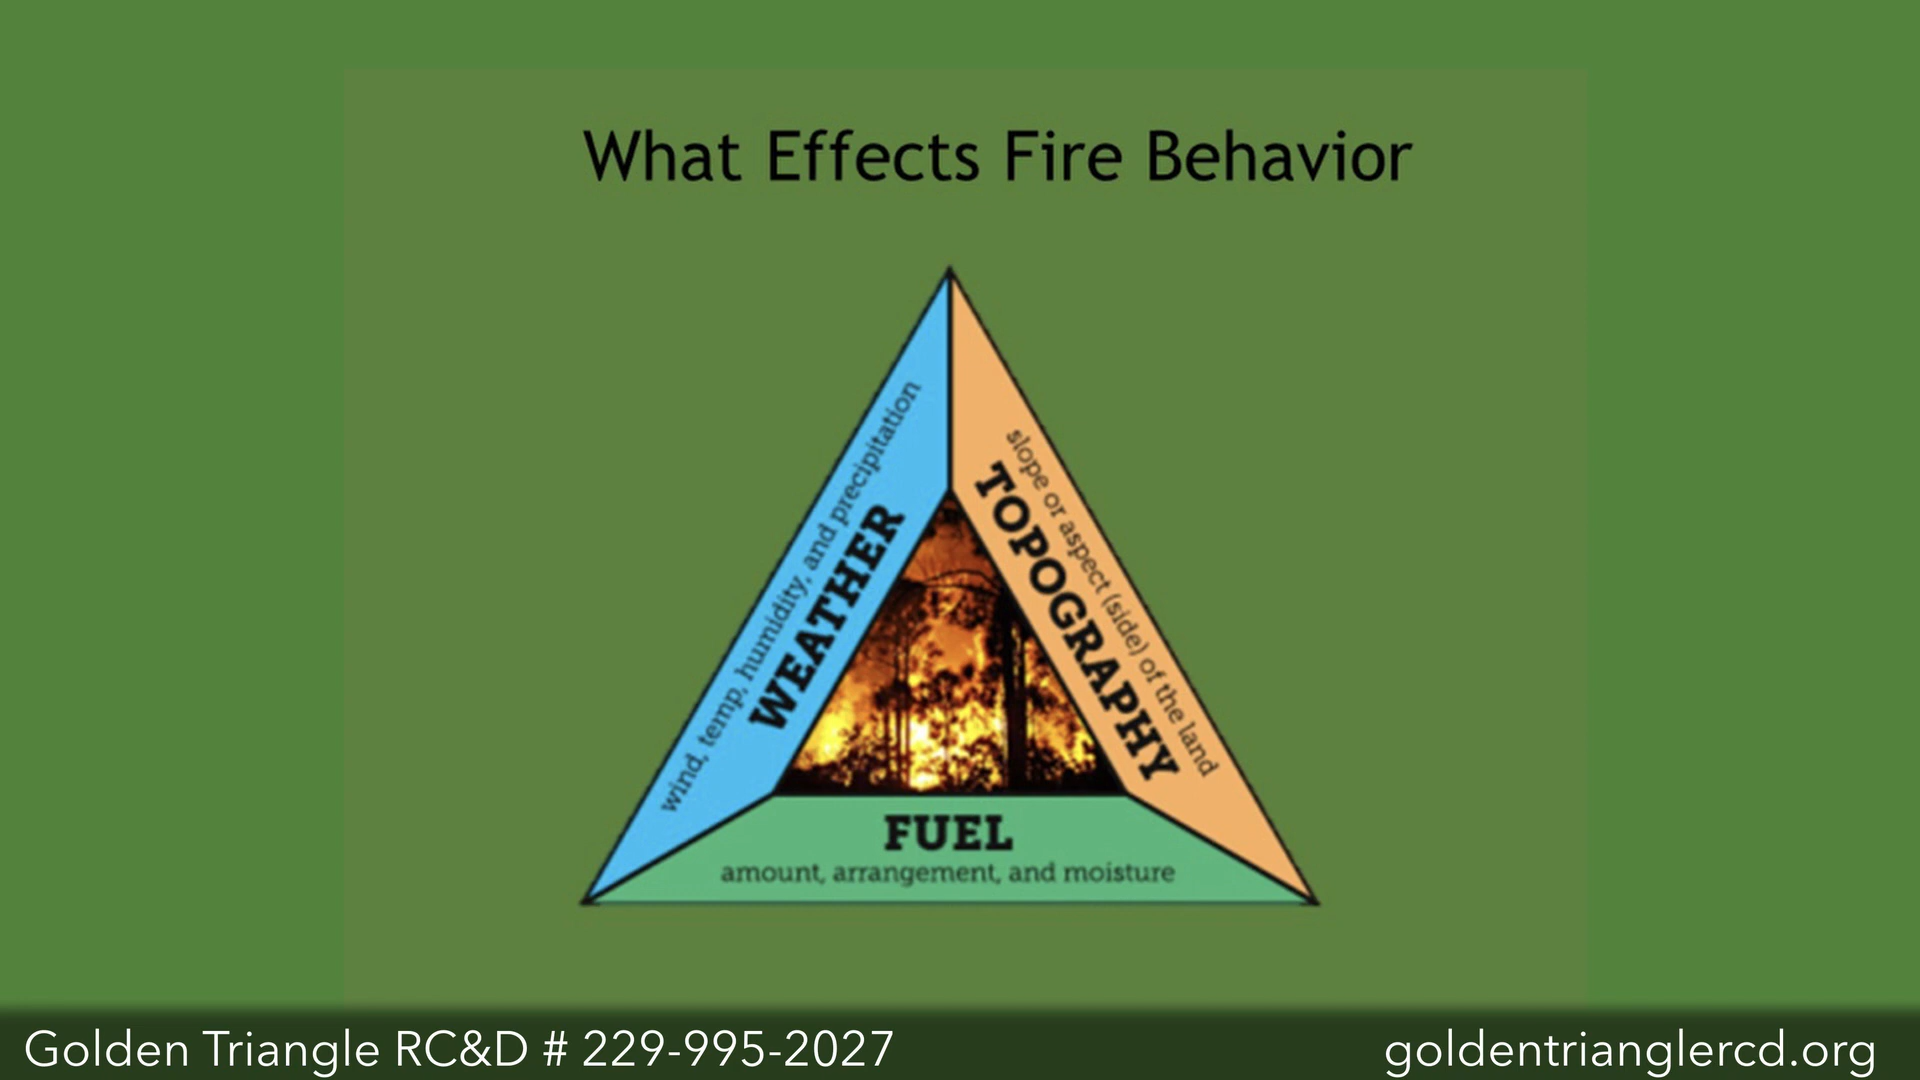 What Effects Fire Behavior
wind, temp, humidity, and precipitation
WEATHER
slope or aspect (side) of the land
TOPOGRAPHY
FUEL
amount, arrangement, and moisture
Golden Triangle RC&D # 229-995-2027
goldentrianglercd.org